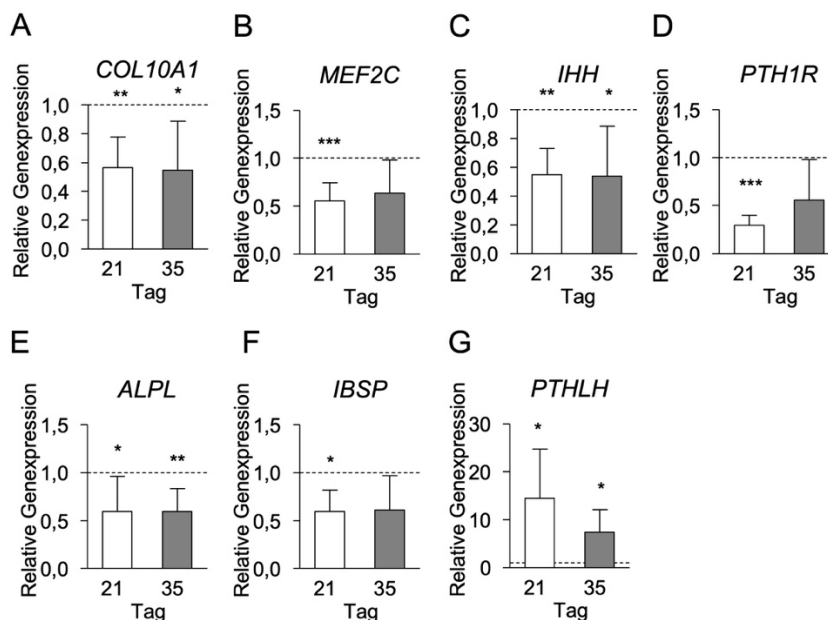 A
COL10A1
Relative Genexpression
1,0
0,8
0,6
0,4
0,2
0,0
** *
21 35
Tag
B
MEF2C
Relative Genexpression
1,5
1,0
0,5
0,0
***
21 35
Tag
C
IHH
Relative Genexpression
1,0
0,8
0,6
0,4
0,2
0,0
** *
21 35
Tag
D
PTH1R
Relative Genexpression
1,5
1,0
0,5
0,0
***
21 35
Tag
E
ALPL
Relative Genexpression
1,5
1,0
0,5
0,0
* **
21 35
Tag
F
IBSP
Relative Genexpression
1,5
1,0
0,5
0,0
*
21 35
Tag
G
PTHLH
Relative Genexpression
30
20
10
0
*
*
21 35
Tag